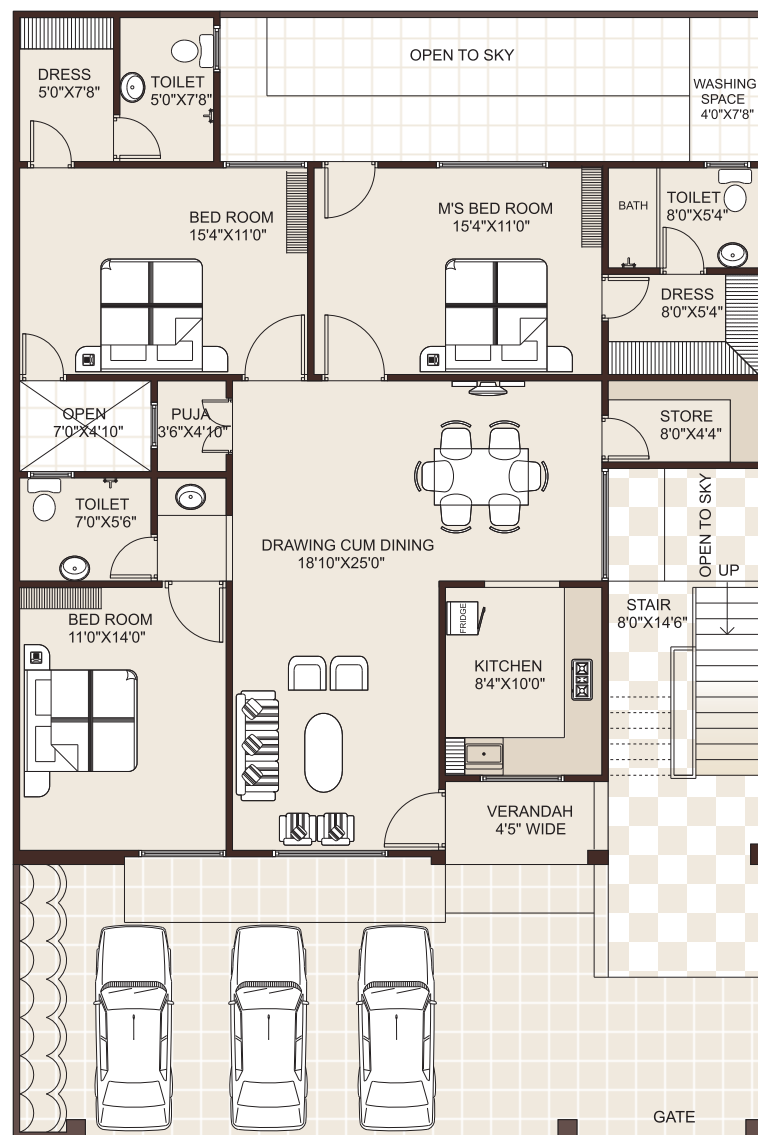 OPEN TO SKY
DRESS
5'0"X7'8"
TOILET
5'0"X7'8"
WASHING
SPACE
4'0"X7'8"
BED ROOM
15'4"X11'0"
M'S BED ROOM
15'4"X11'0"
BATH
TOILET
8'0"X5'4"
DRESS
8'0"X5'4"
OPEN
7'0"X4'10"
PUJA
3'6"X4'10"
STORE
8'0"X4'4"
TOILET
7'0"X5'6"
DRAWING CUM DINING
18'10"X25'0"
OPEN TO SKY
UP
STAIR
8'0"X14'6"
BED ROOM
11'0"X14'0"
FRIDGE
KITCHEN
8'4"X10'0"
VERANDAH
4'5" WIDE
GATE